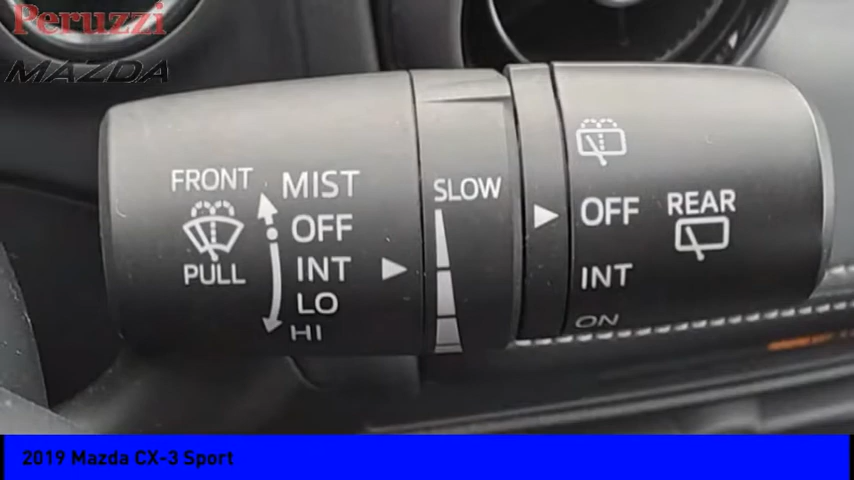 Peruzzi
MAZDA
FRONT
PULL
MIST
OFF
INT
LO
HI
SLOW
OFF
INT
ON
REAR
2019 Mazda CX-3 Sport